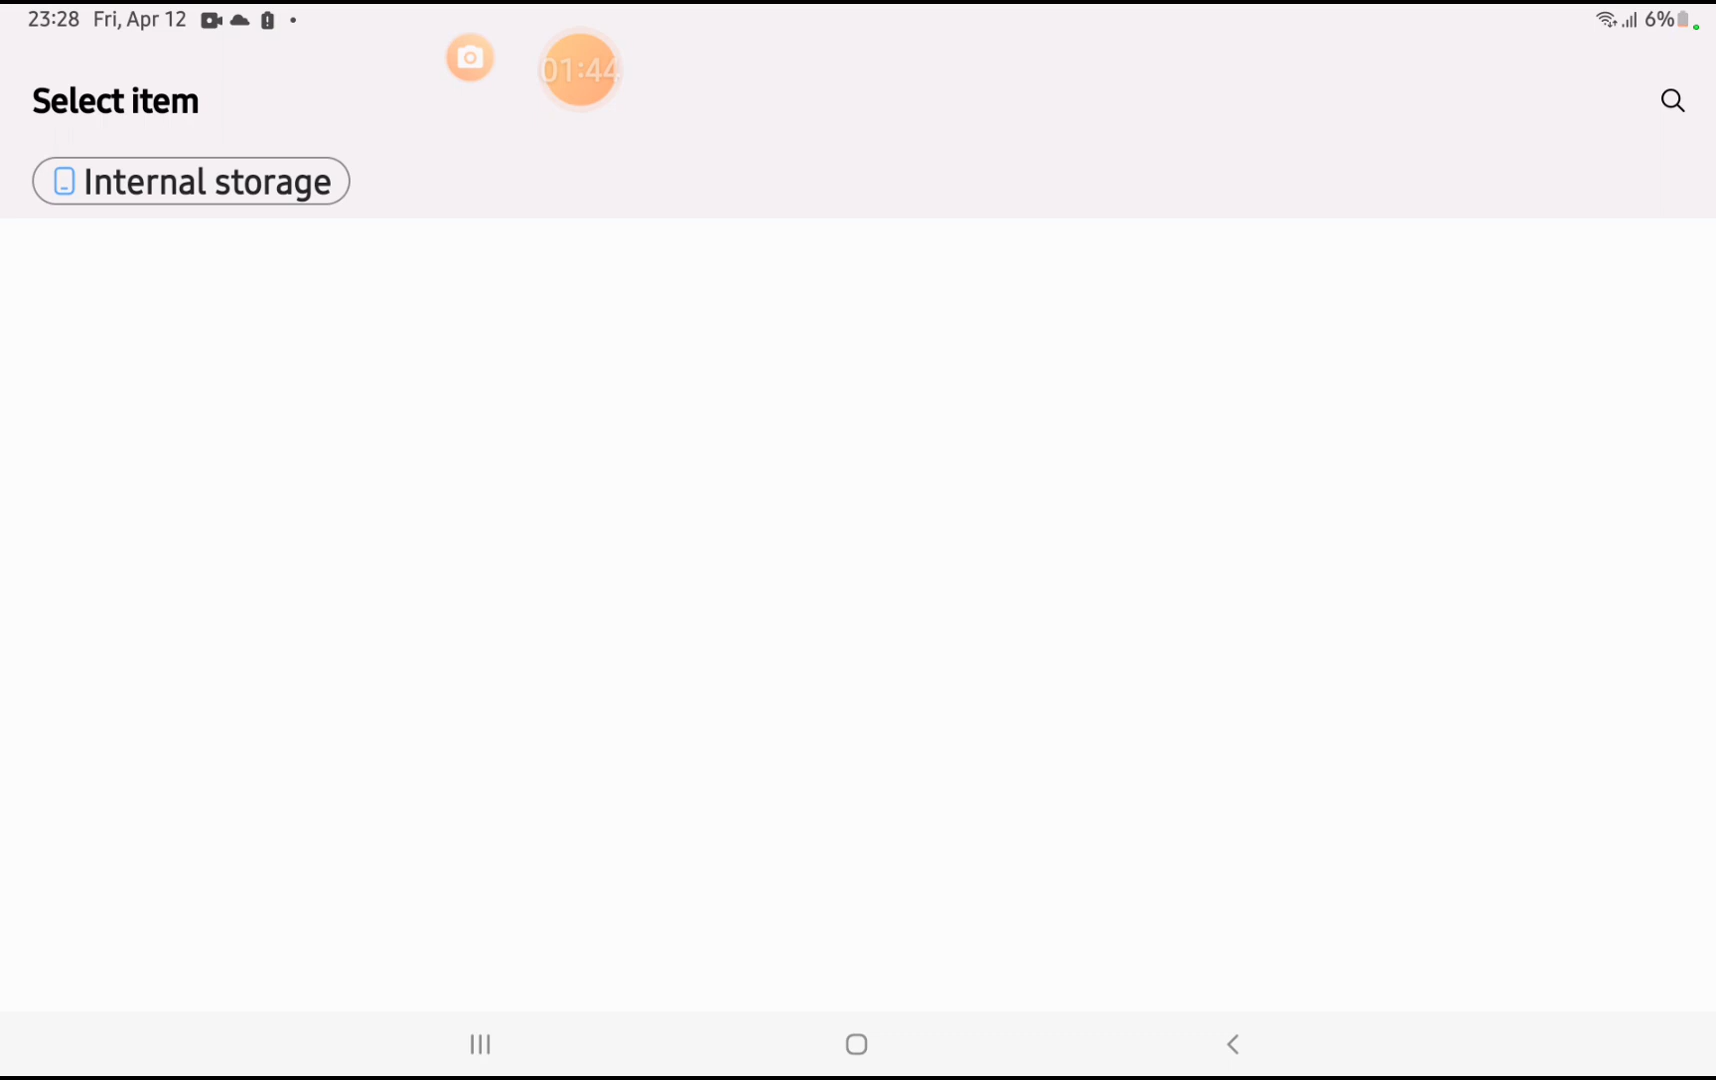 23:28 Fri, Apr 12
6%
01:44
Select item
Internal storage